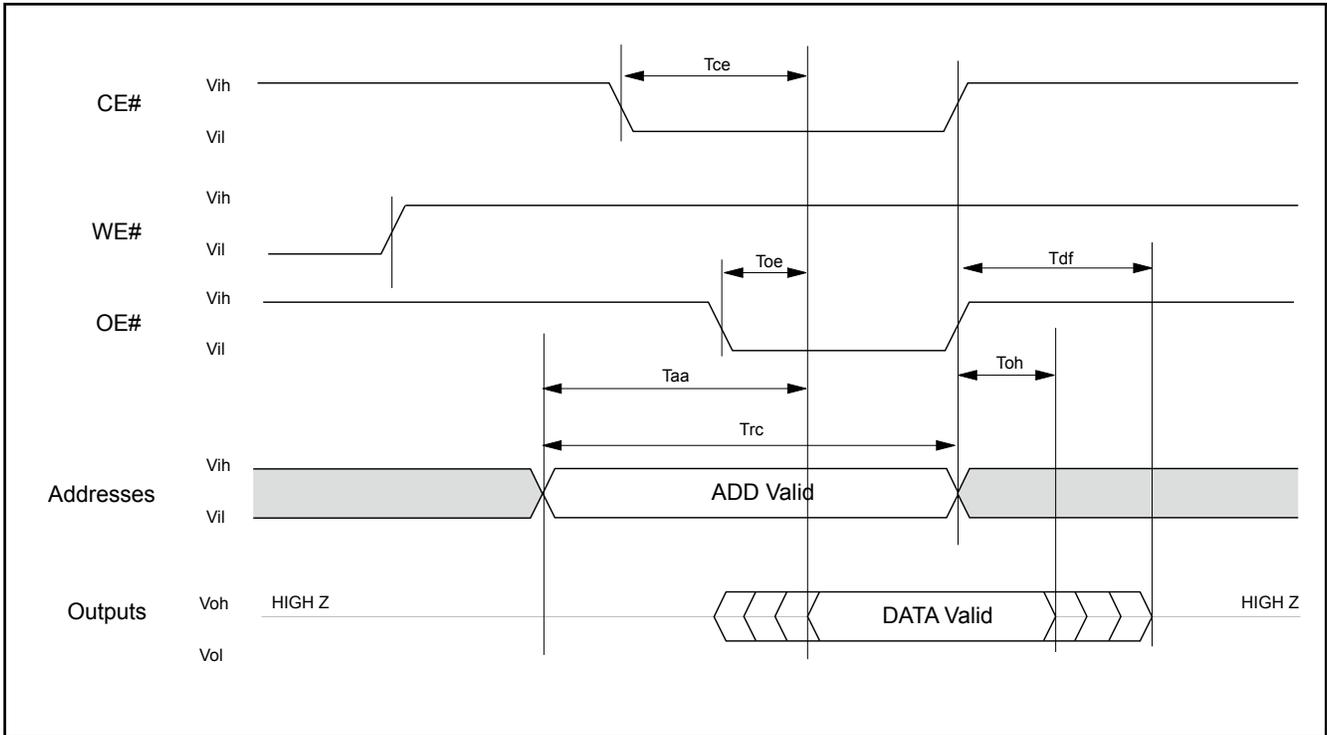 Tce
Vih
CE#
Vil
Vih
WE#
Vil
Toe
Tdf
Vih
OE#
Vil
Toh
Taa
Trc
Vih
Addresses
ADD Valid
Vil
Voh
HIGH Z
HIGH Z
Outputs
DATA Valid
Vol